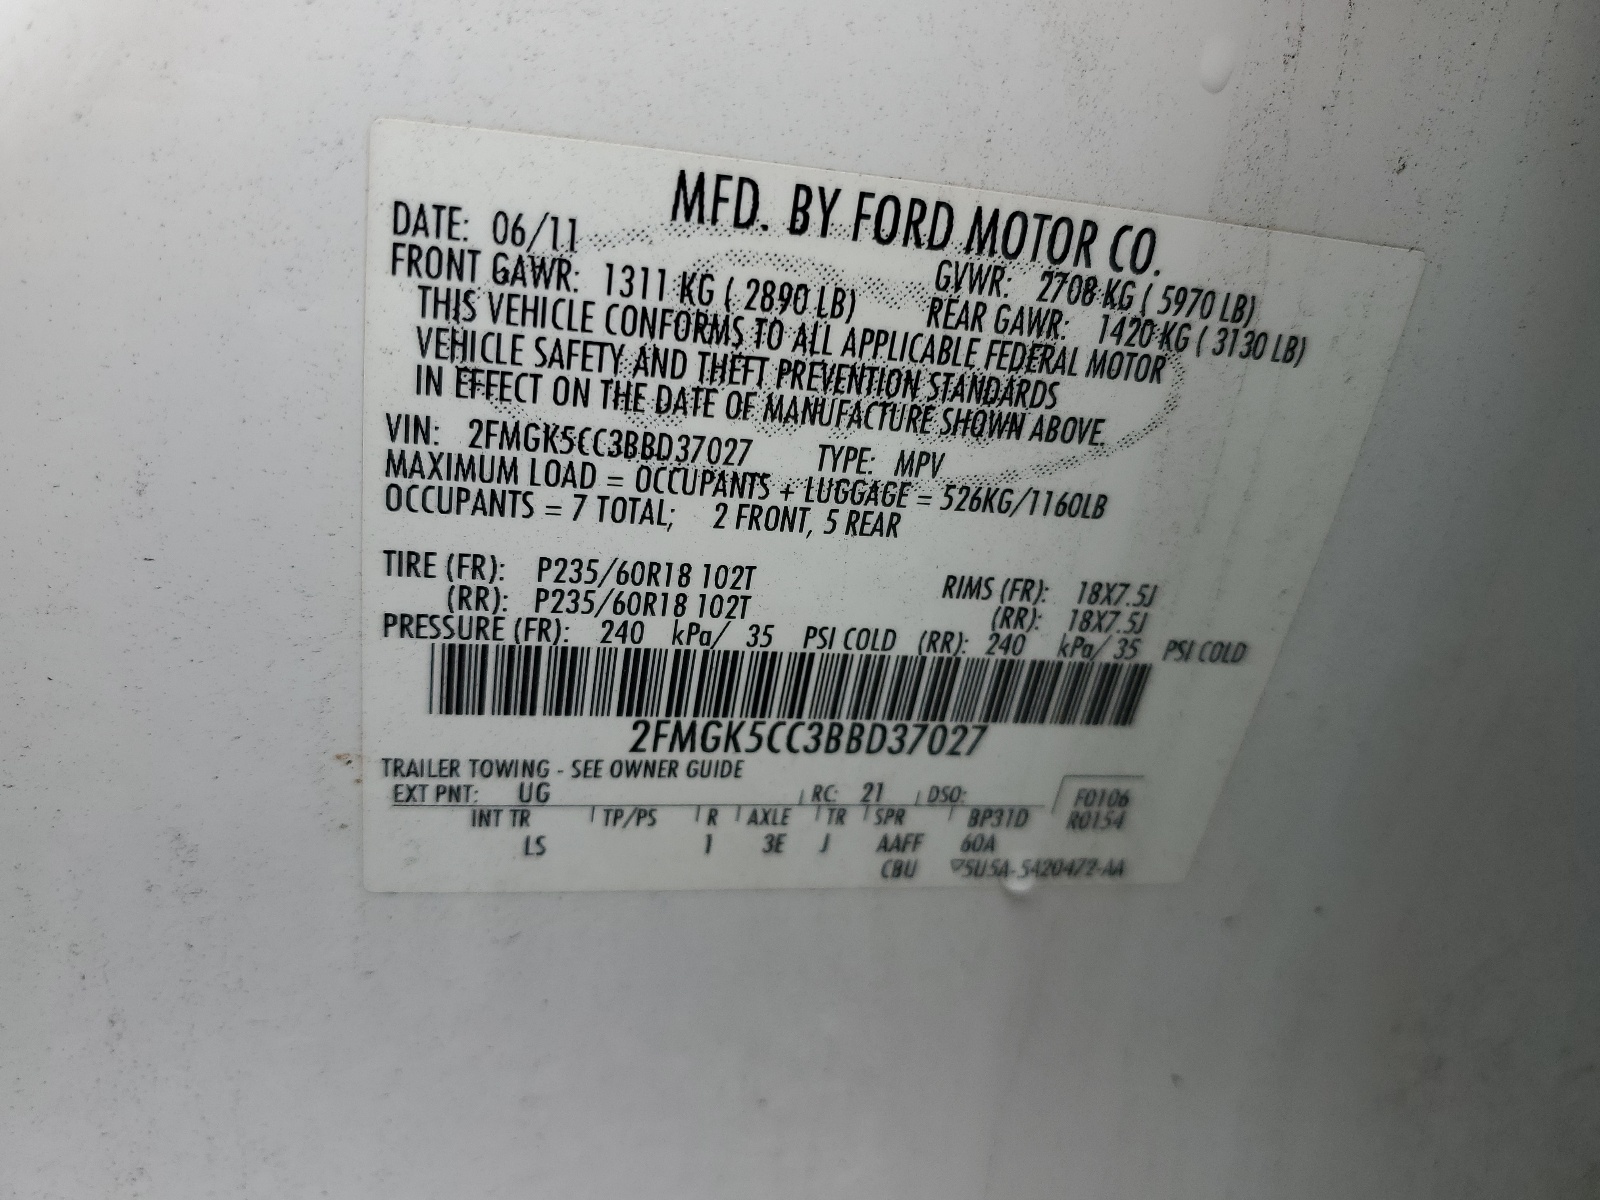 MFD. BY FORD MOTOR CO.
DATE: 06/11 GVWR: 2708 KG ( 5970 LB)
FRONT GAWR: 1311 KG ( 2890 LB) REAR GAWR: 1420 KG ( 3130 LB)
THIS VEHICLE CONFORMS TO ALL APPLICABLE FEDERAL MOTOR
VEHICLE SAFETY AND THEFT PREVENTION STANDARDS
IN EFFECT ON THE DATE OF MANUFACTURE SHOWN ABOVE.
VIN: 2FMGK5CC3BBD37027 TYPE: MPV
MAXIMUM LOAD = OCCUPANTS + LUGGAGE = 526KG/1160LB
OCCUPANTS = 7 TOTAL; 2 FRONT, 5 REAR
TIRE (FR): P235/60R18 102T RIMS (FR): 18X7.5J
(RR): P235/60R18 102T (RR): 18X7.5J
PRESSURE (FR): 240 kPa/ 35 PSI COLD (RR): 240 kPa/ 35 PSI COLD
2FMGK5CC3BBD37027
TRAILER TOWING - SEE OWNER GUIDE
EXT PNT: UG RC: 21 DSO: F0106
INT TR TP/PS R AXLE TR SPR BP31D R0154
LS 1 3E J AAFF 60A
CBU 5U5A-5420472-AA